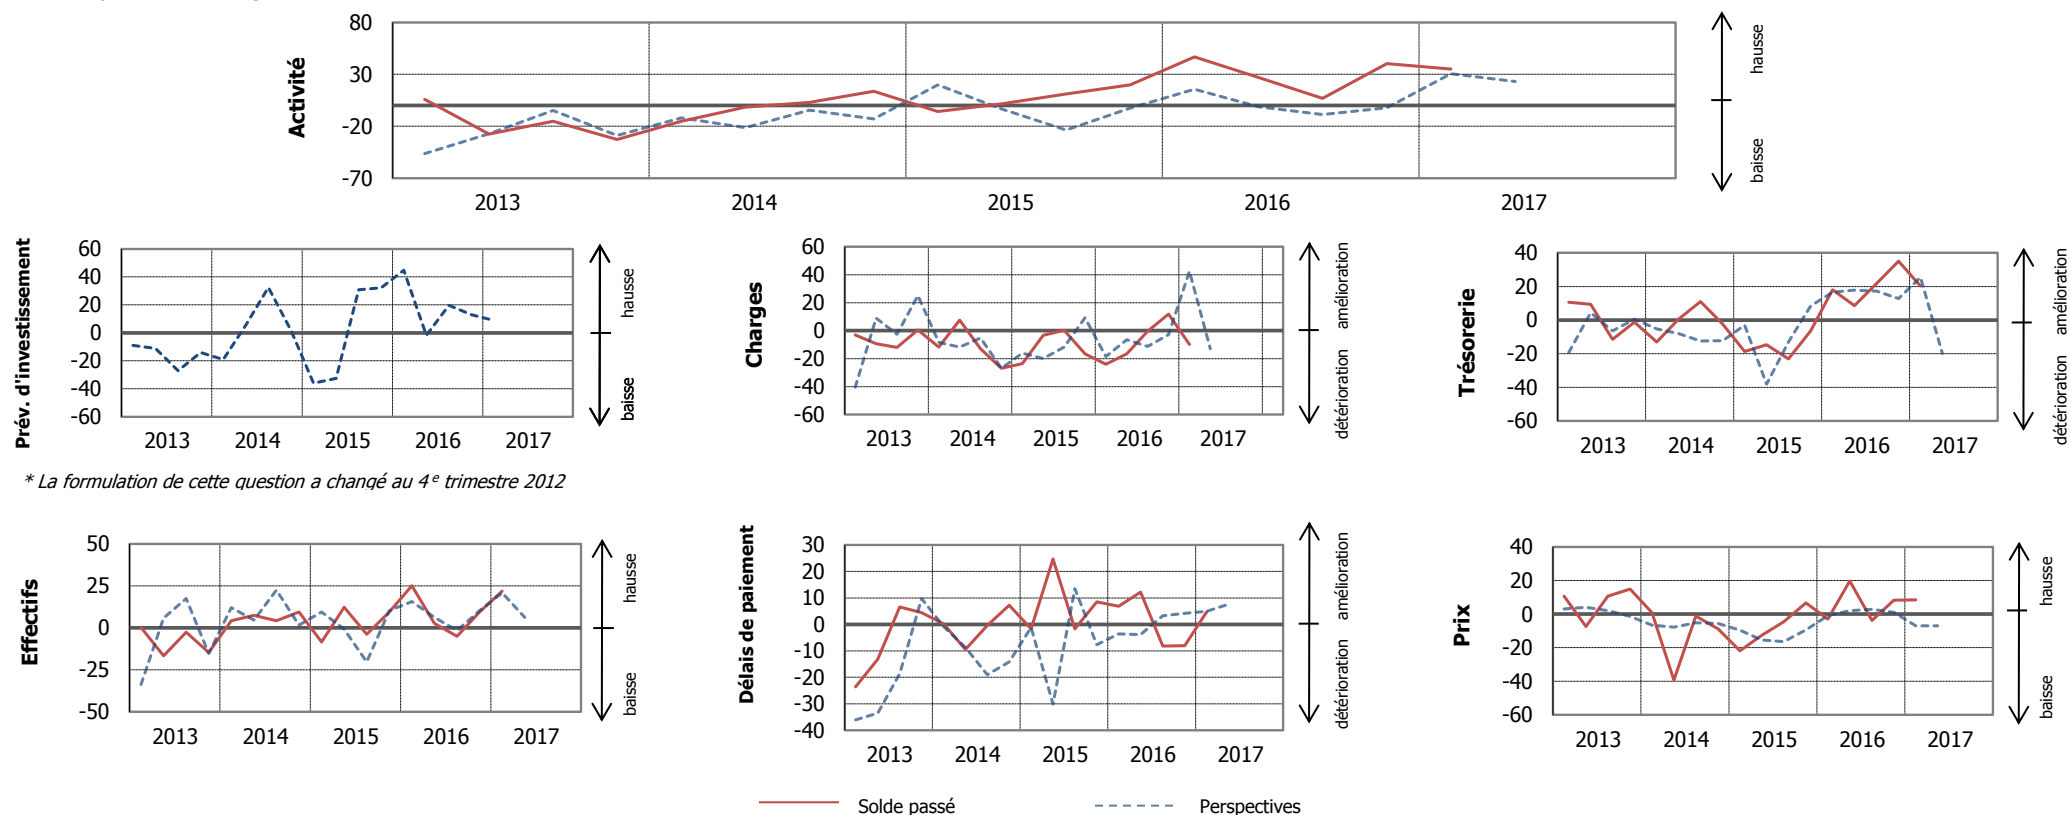 80
30
-20
-70
Activité
hausse
baisse
2013 2014 2015 2016 2017
Prév. d'investissement
60
40
20
0
-20
-40
-60
hausse
baisse
2013 2014 2015 2016 2017
* La formulation de cette question a changé au 4e trimestre 2012
Charges
60
40
20
0
-20
-40
-60
amélioration
détérioration
2013 2014 2015 2016 2017
Trésorerie
40
20
0
-20
-40
-60
amélioration
détérioration
2013 2014 2015 2016 2017
Effectifs
50
25
0
-25
-50
hausse
baisse
2013 2014 2015 2016 2017
Délais de paiement
30
20
10
0
-10
-20
-30
-40
amélioration
détérioration
2013 2014 2015 2016 2017
Prix
40
20
0
-20
-40
-60
hausse
baisse
2013 2014 2015 2016 2017
Solde passé Perspectives